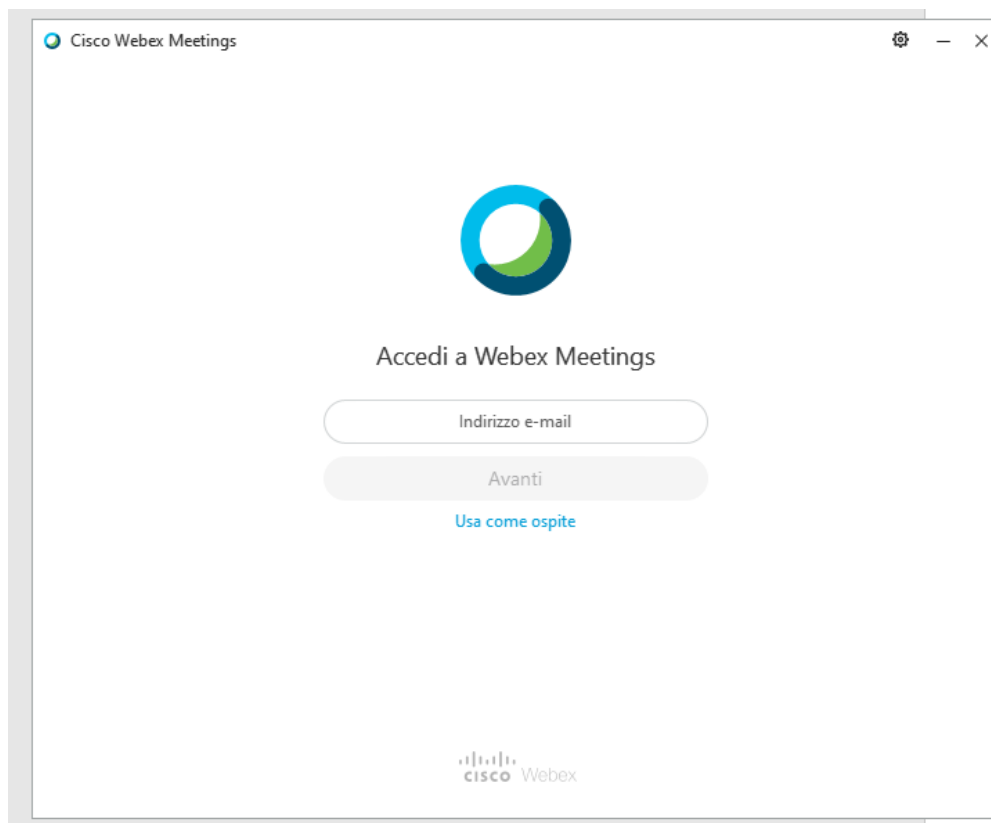 Cisco Webex Meetings
Accedi a Webex Meetings
Indirizzo e-mail
Avanti
Usa come ospite
cisco Webex